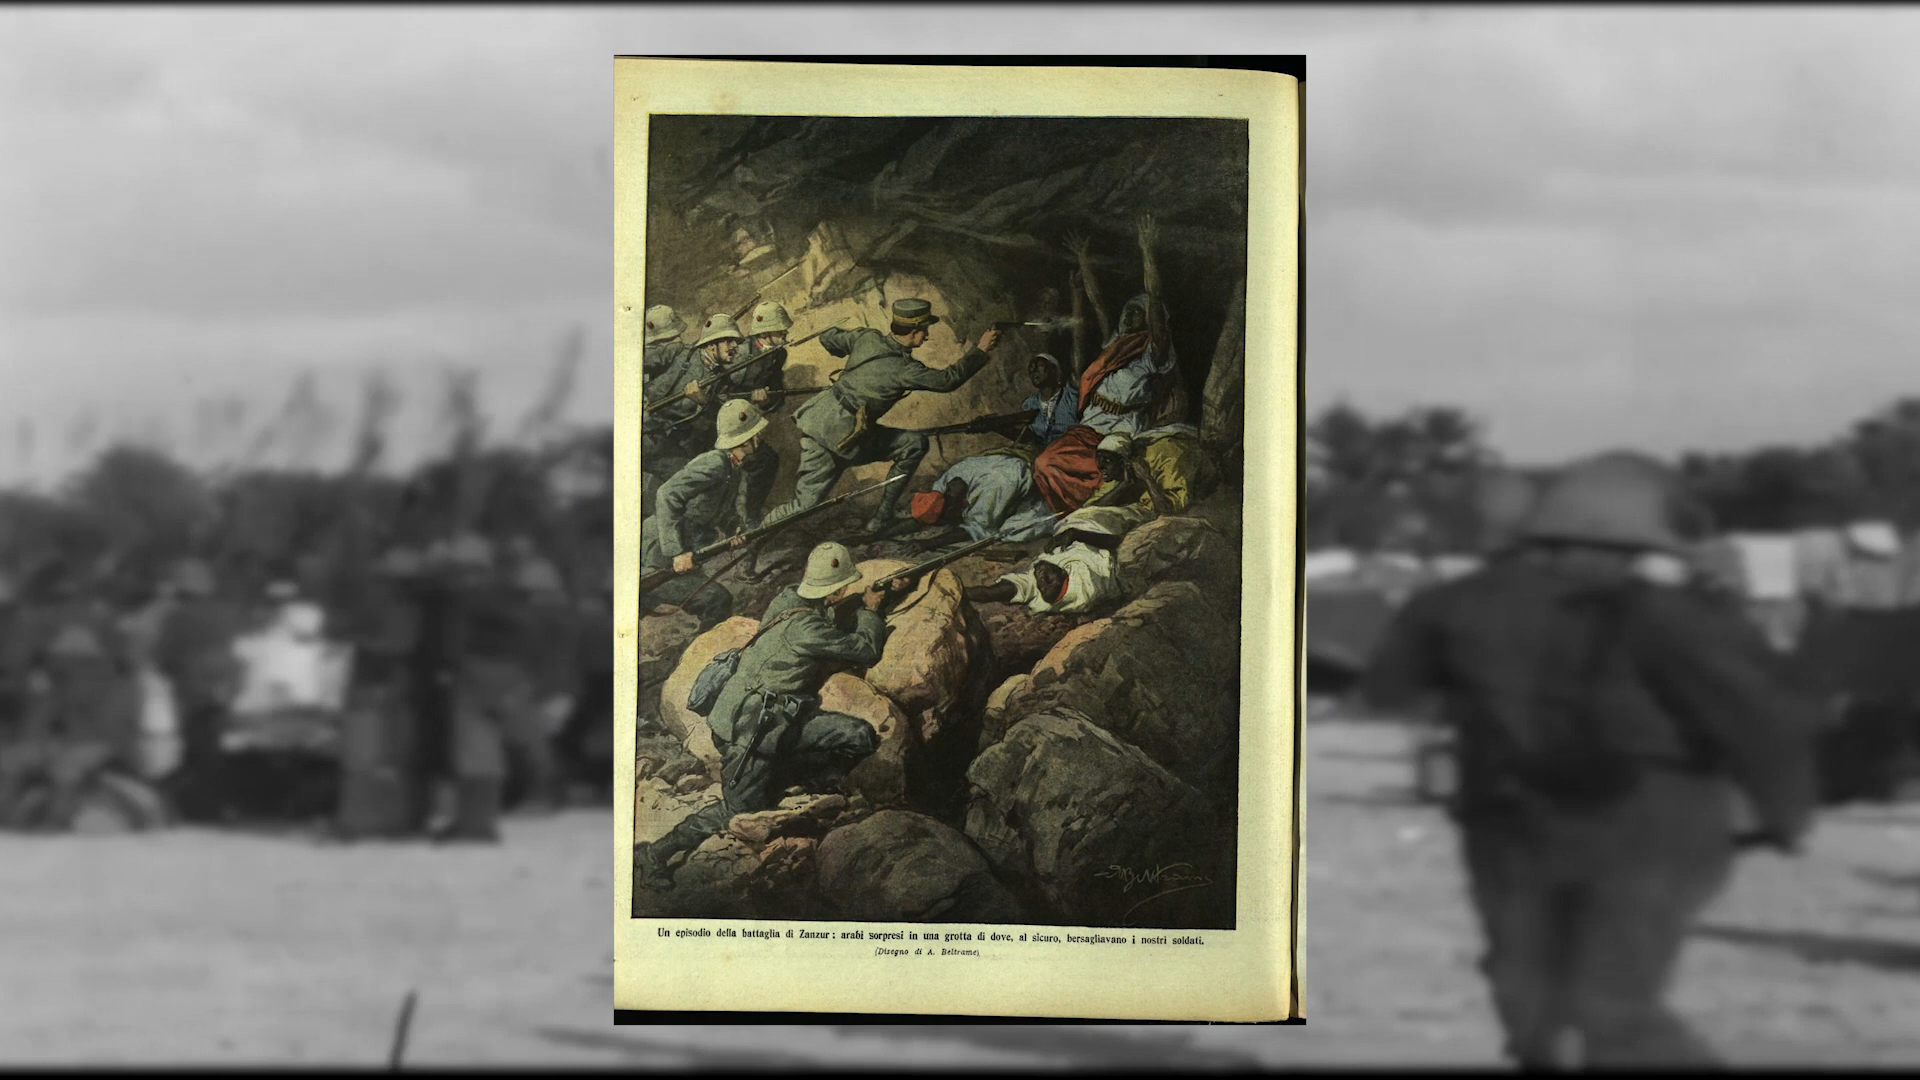 A. Beltrame
Un episodio della battaglia di Zanzur : arabi sorpresi in una grotta di dove, al sicuro, bersagliavano i nostri soldati.
(Disegno di A. Beltrame)